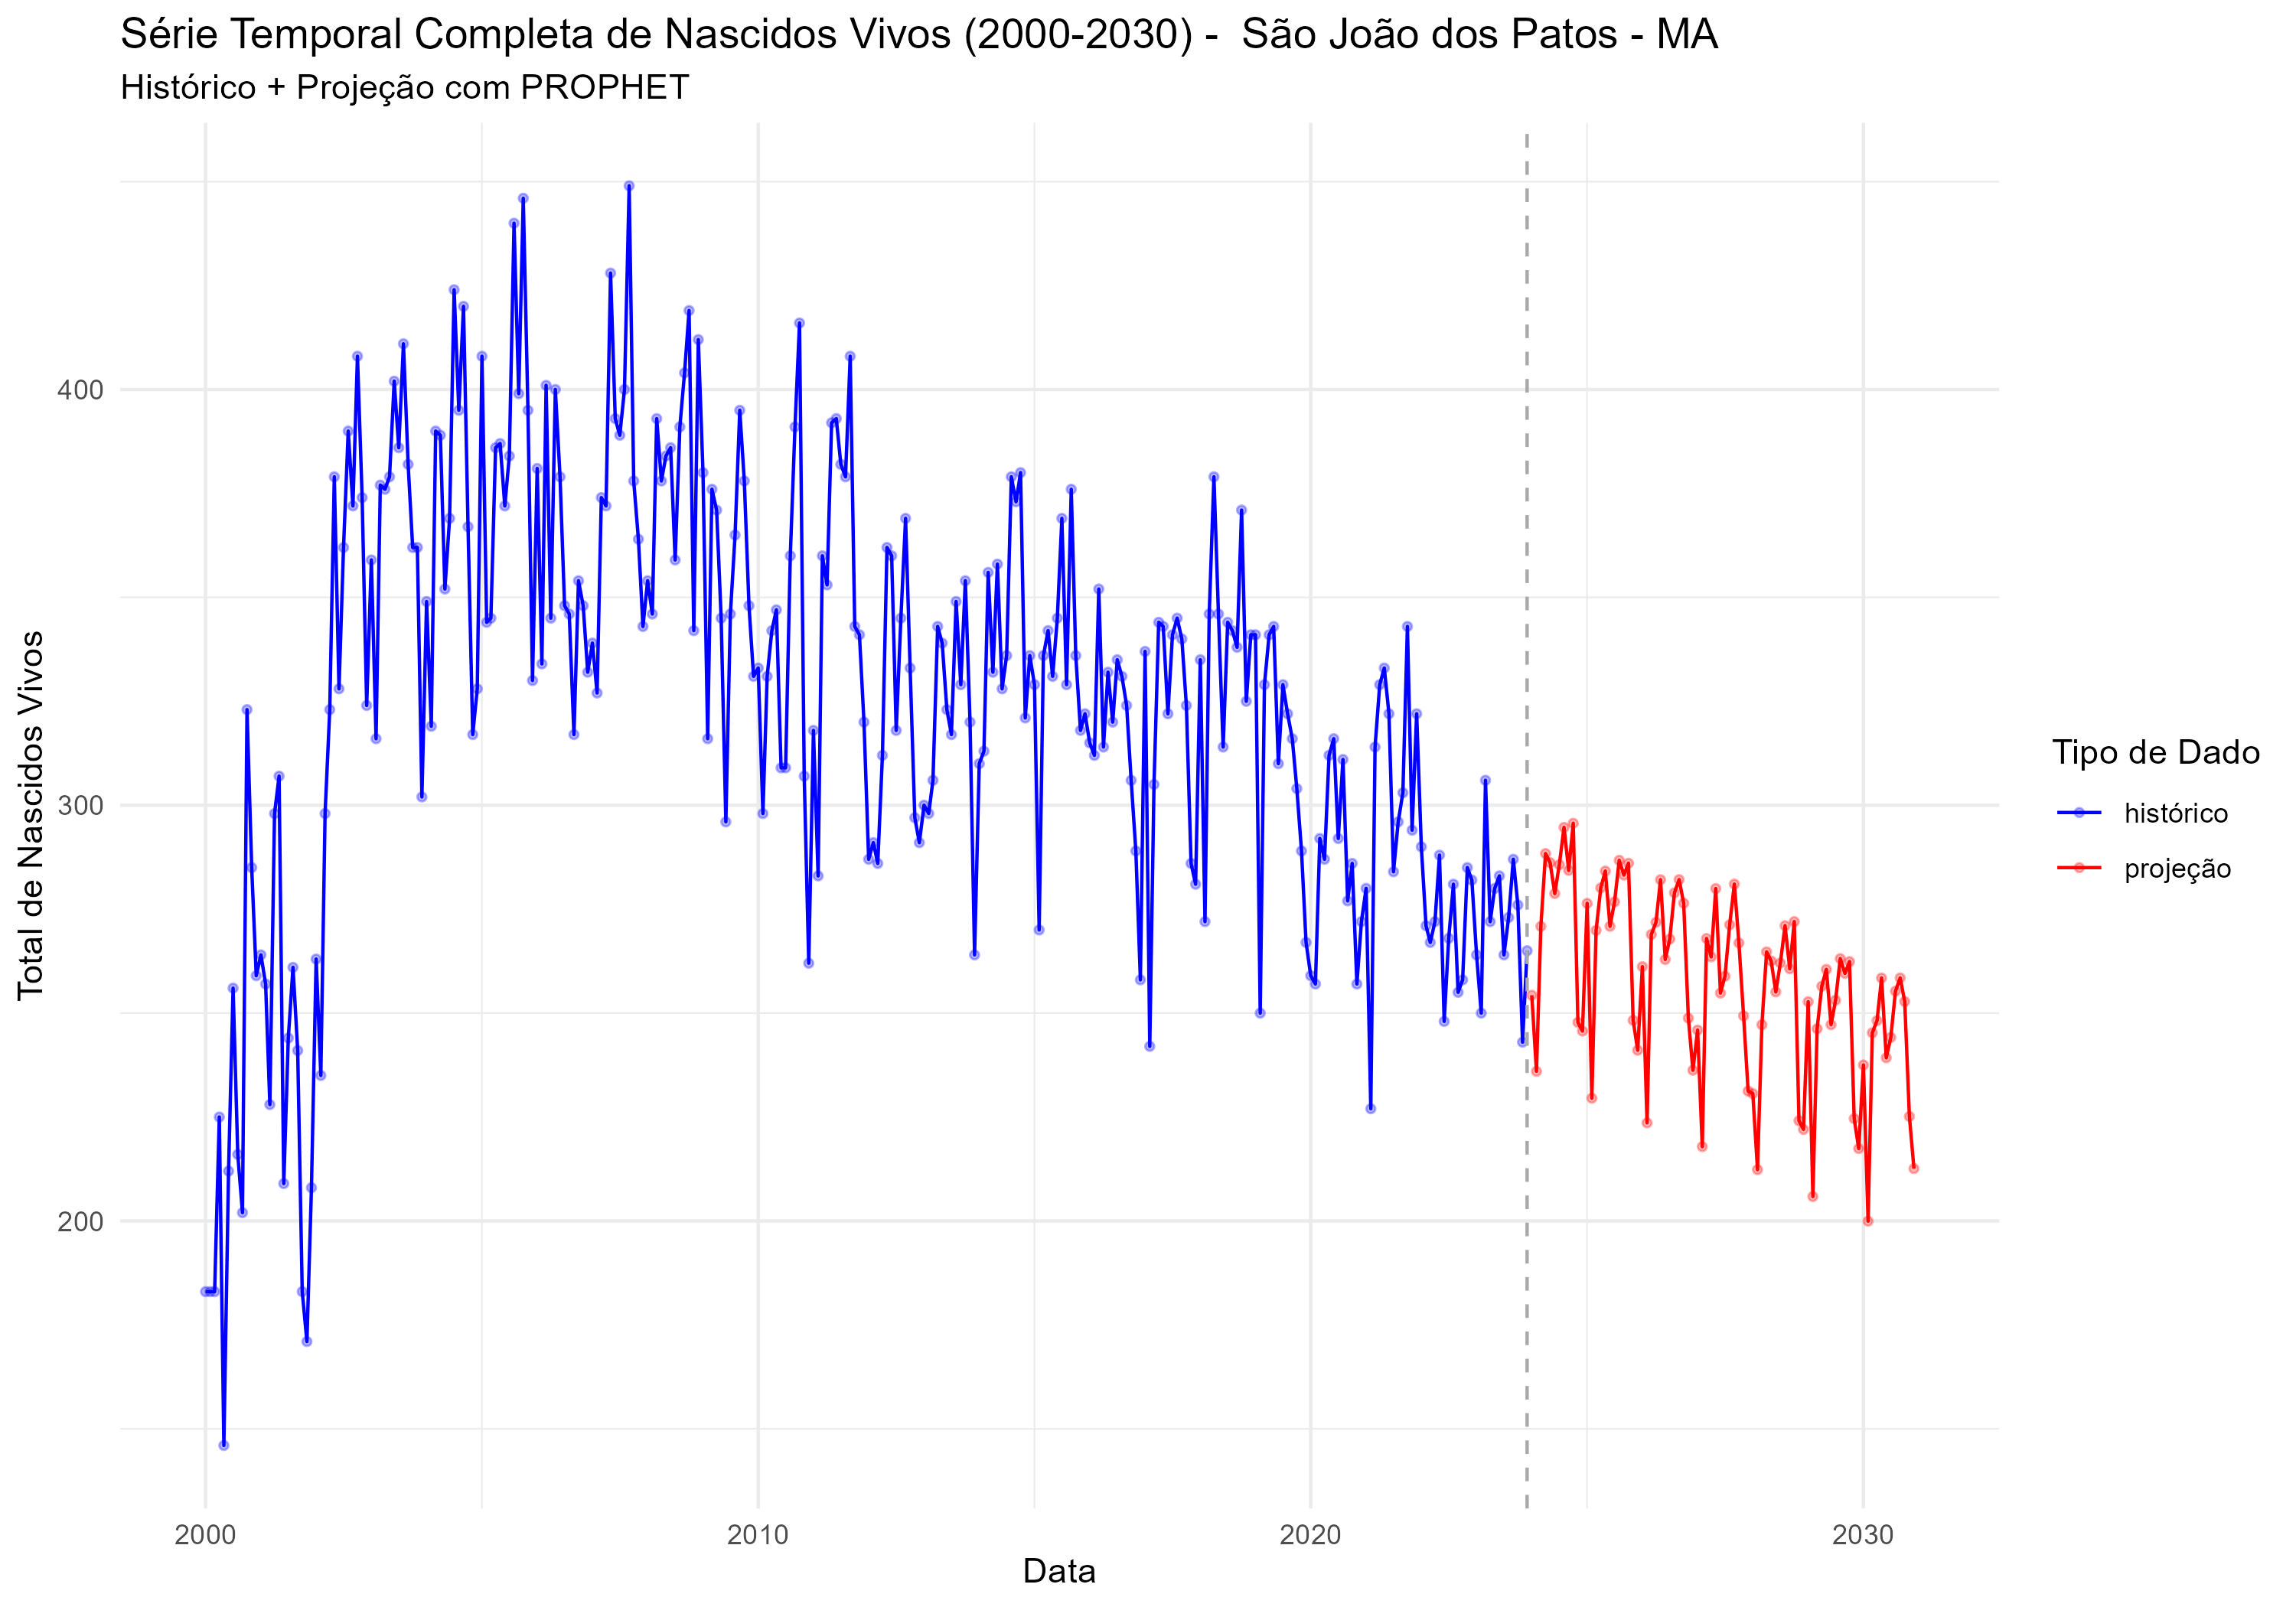 Série Temporal Completa de Nascidos Vivos (2000-2030) -  São João dos Patos - MA
Histórico + Projeção com PROPHET
Total de Nascidos Vivos
400
300
200
2000
2010
2020
2030
Data
Tipo de Dado
histórico
projeção